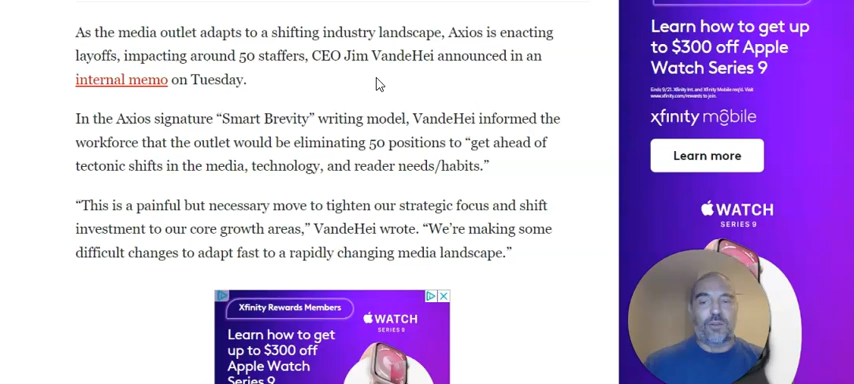 As the media outlet adapts to a shifting industry landscape, Axios is enacting
layoffs, impacting around 50 staffers, CEO Jim VandeHei announced in an
internal memo on Tuesday.
In the Axios signature “Smart Brevity” writing model, VandeHei informed the
workforce that the outlet would be eliminating 50 positions to “get ahead of
tectonic shifts in the media, technology, and reader needs/habits.”
“This is a painful but necessary move to tighten our strategic focus and shift
investment to our core growth areas,” VandeHei wrote. “We’re making some
difficult changes to adapt fast to a rapidly changing media landscape.”
Xfinity Rewards Members
Learn how to get
up to $300 off
Apple Watch
Series 9
WATCH
SERIES 9
Learn how to get up
to $300 off Apple
Watch Series 9
xfinity mobile
Learn more
WATCH
SERIES 9